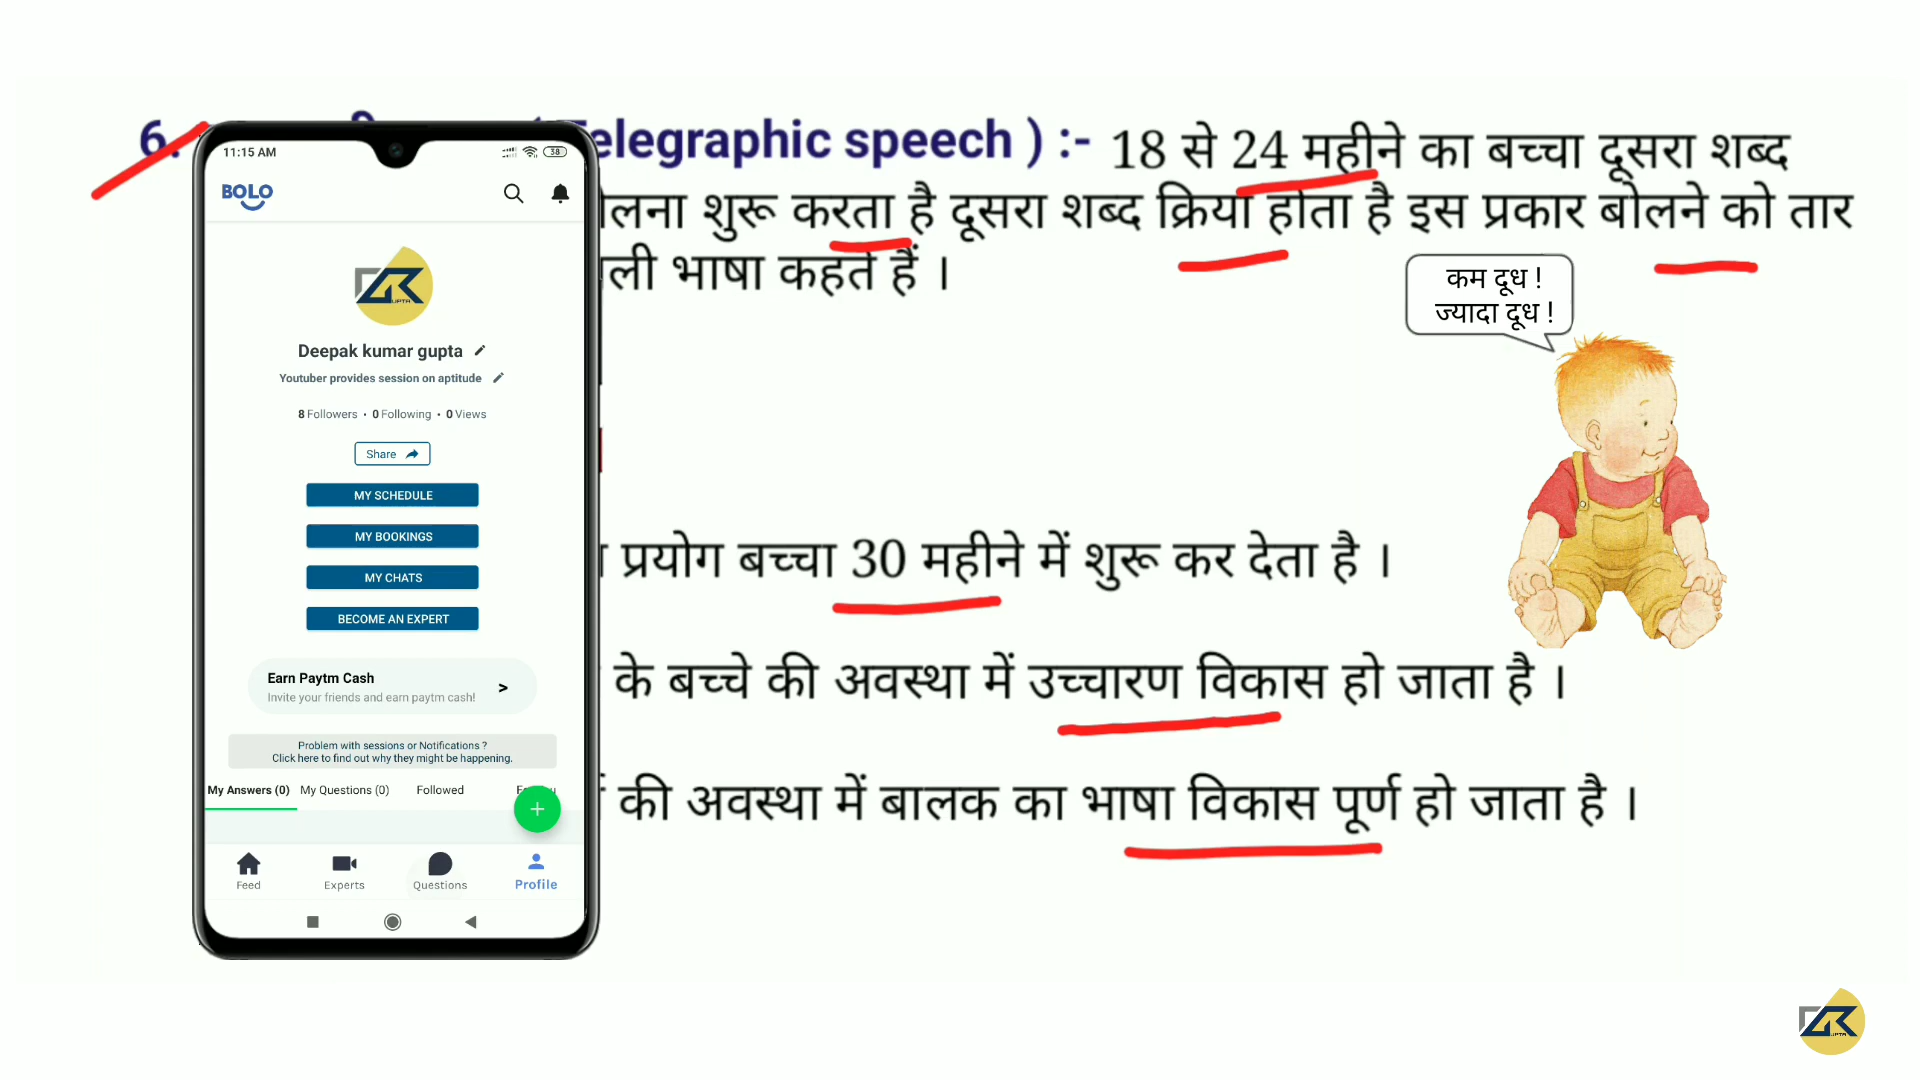 6.
Telegraphic speech ) :- 18 से 24 महीने का बच्चा दूसरा शब्द
लना शुरू करता है दूसरा शब्द क्रिया होता है इस प्रकार बोलने को तार
ली भाषा कहते हैं ।
कम दूध !
ज्यादा दूध !
प्रयोग बच्चा 30 महीने में शुरू कर देता है ।
के बच्चे की अवस्था में उच्चारण विकास हो जाता है ।
की अवस्था में बालक का भाषा विकास पूर्ण हो जाता है ।
11:15 AM
38
BOLO
GUPTA
Deepak kumar gupta
Youtuber provides session on aptitude
8 Followers • 0 Following • 0 Views
Share
MY SCHEDULE
MY BOOKINGS
MY CHATS
BECOME AN EXPERT
Earn Paytm Cash >
Invite your friends and earn paytm cash!
Problem with sessions or Notifications ?
Click here to find out why they might be happening.
My Answers (0) My Questions (0) Followed
+
Feed Experts Questions Profile
GUPTA